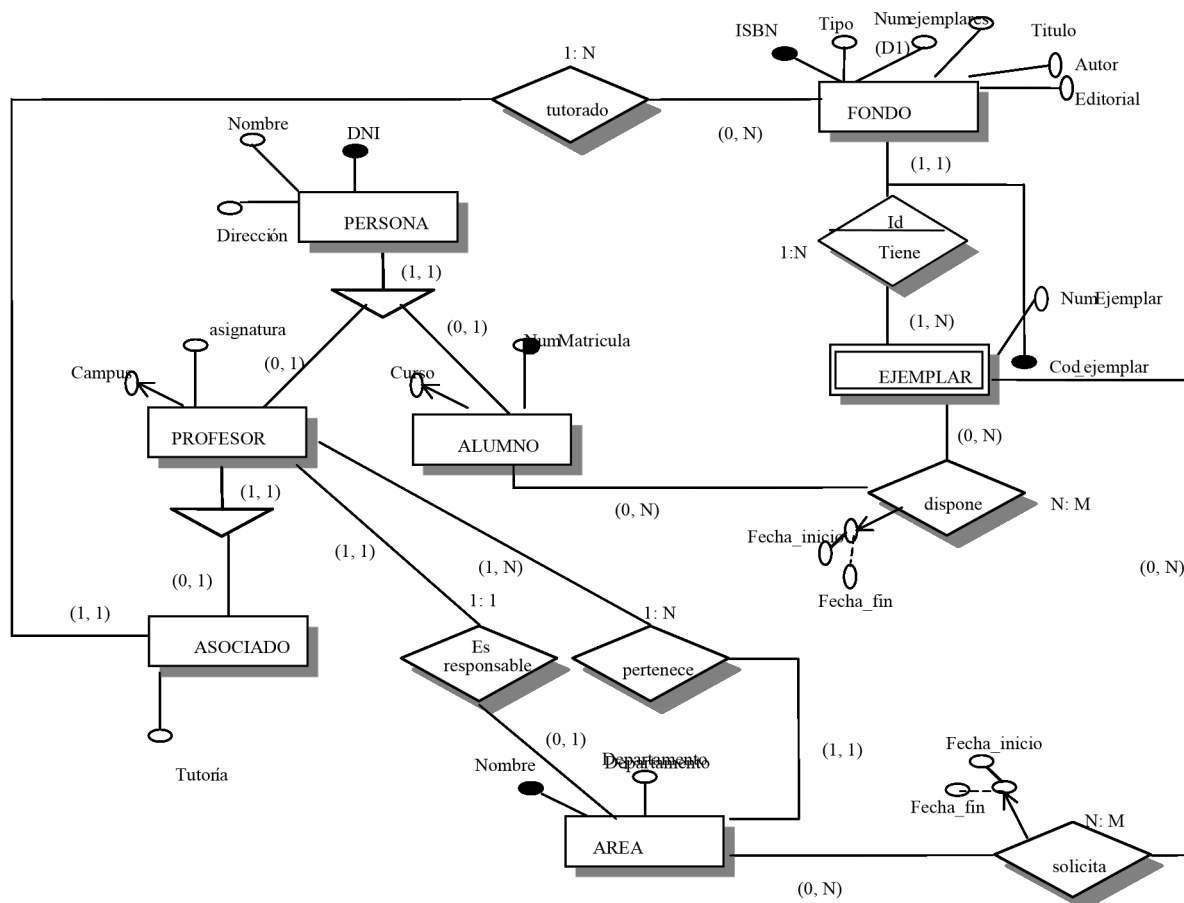 Numejemplares
Tipo
ISBN
Titulo
1: N
(D1)
Autor
Editorial
tutorado
FONDO
Nombre
DNI
(0, N)
(1, 1)
PERSONA
Id
Dirección
1:N
Tiene
(1, 1)
NumEjemplar
asignatura
(0, 1)
(1, N)
NumMatricula
(0, 1)
Campus
Curso
EJEMPLAR
Cod_ejemplar
PROFESOR
ALUMNO
(0, N)
(1, 1)
dispone
N: M
(0, N)
Fecha_inicio
(1, 1)
(1, N)
(0, N)
(0, 1)
Fecha_fin
1: 1
1: N
(1, 1)
ASOCIADO
Es
responsable
pertenece
(0, 1)
Fecha_inicio
(1, 1)
Departamento
Departamento
Nombre
Tutoría
Fecha_fin
N: M
AREA
solicita
(0, N)